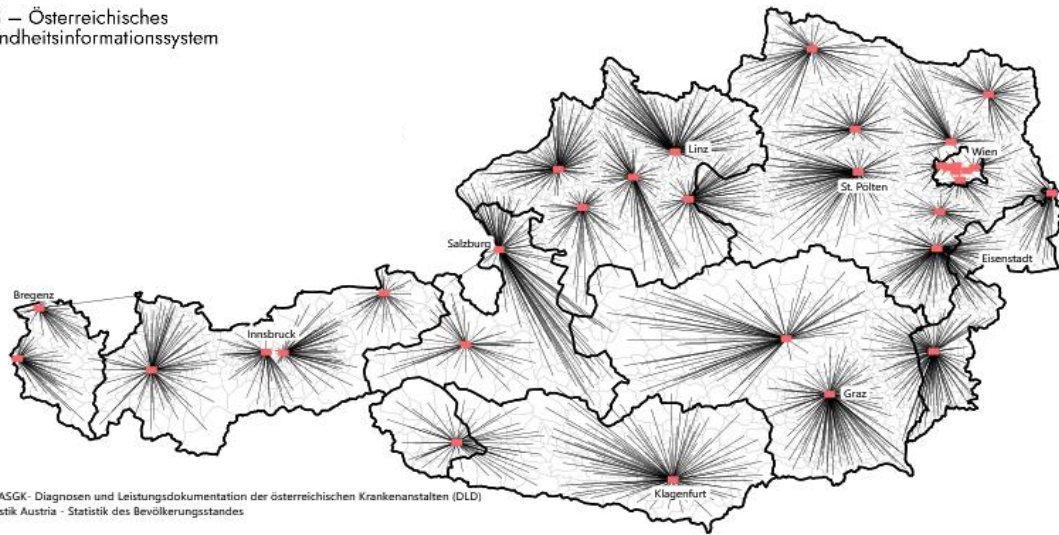 – Österreichisches
ndheitsinformationssystem
Linz
Wien
St. Pölten
Salzburg
Eisenstadt
Bregenz
Innsbruck
Graz
Klagenfurt
ASGK- Diagnosen und Leistungsdokumentation der österreichischen Krankenanstalten (DLD)
stik Austria - Statistik des Bevölkerungsstandes